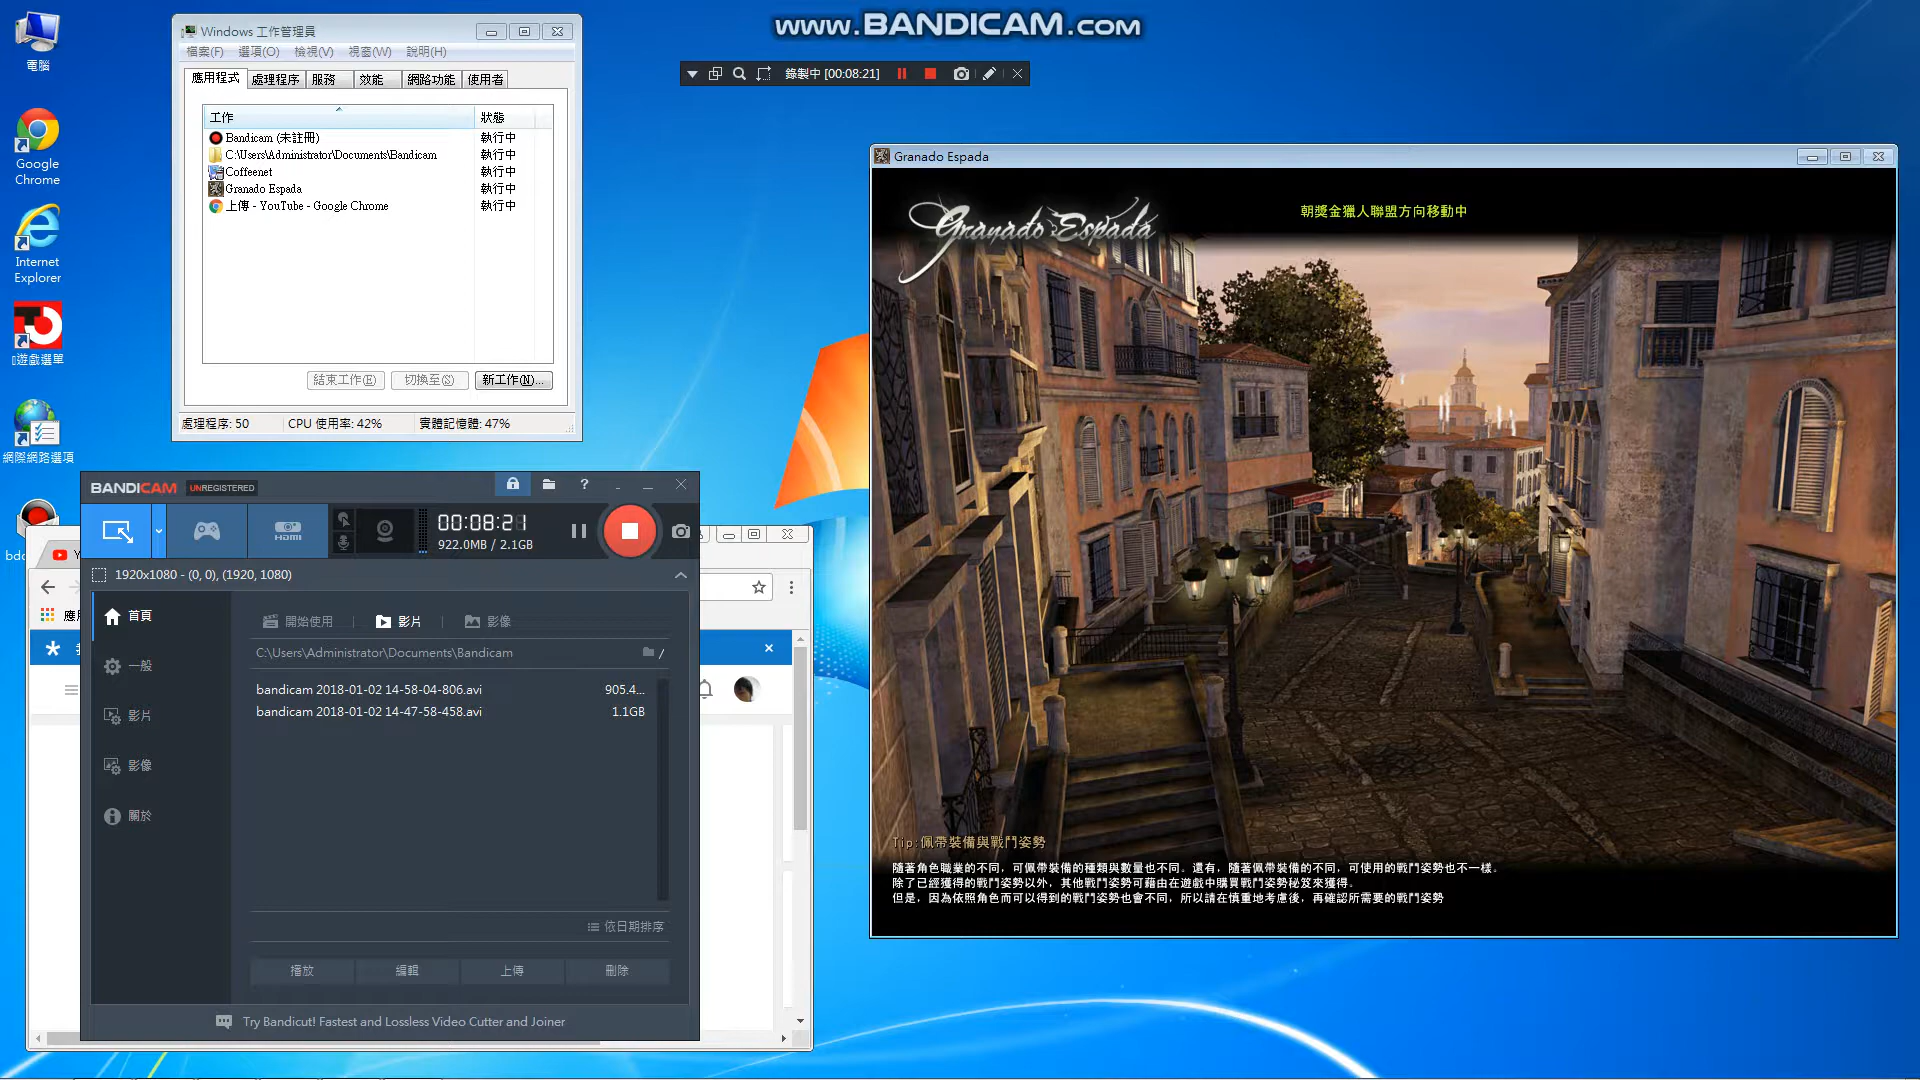 www.BANDICAM.com
錄製中 [00:08:21]
電腦
Google
Chrome
Internet
Explorer
遊戲選單
網際網路選項
Windows 工作管理員
檔案(F) 選項(O) 檢視(V) 視窗(W) 說明(H)
應用程式 處理程序 服務 效能 網路功能 使用者
工作 狀態
Bandicam (未註冊) 執行中
C:\Users\Administrator\Documents\Bandicam 執行中
Coffeenet 執行中
Granado Espada 執行中
上傳 - YouTube - Google Chrome 執行中
結束工作(E) 切換至(S) 新工作(N)...
處理程序: 50 CPU 使用率: 42% 實體記憶體: 47%
BANDICAM UNREGISTERED
HDMI
00:08:21
922.0MB / 2.1GB
1920x1080 - (0, 0), (1920, 1080)
首頁
一般
影片
影像
關於
開始使用 影片 影像
C:\Users\Administrator\Documents\Bandicam
bandicam 2018-01-02 14-58-04-806.avi 905.4...
bandicam 2018-01-02 14-47-58-458.avi 1.1GB
依日期排序
播放 編輯 上傳 刪除
Try Bandicut! Fastest and Lossless Video Cutter and Joiner
Granado Espada
Granado Espada
朝獎金獵人聯盟方向移動中
Tip:佩帶裝備與戰鬥姿勢
隨著角色職業的不同，可佩帶裝備的種類與數量也不同。還有，隨著佩帶裝備的不同，可使用的戰鬥姿勢也不一樣。
除了已經獲得的戰鬥姿勢以外，其他戰鬥姿勢可藉由在遊戲中購買戰鬥姿勢秘笈來獲得。
但是，因為依照角色而可以得到的戰鬥姿勢也會不同，所以請在慎重地考慮後，再確認所需要的戰鬥姿勢